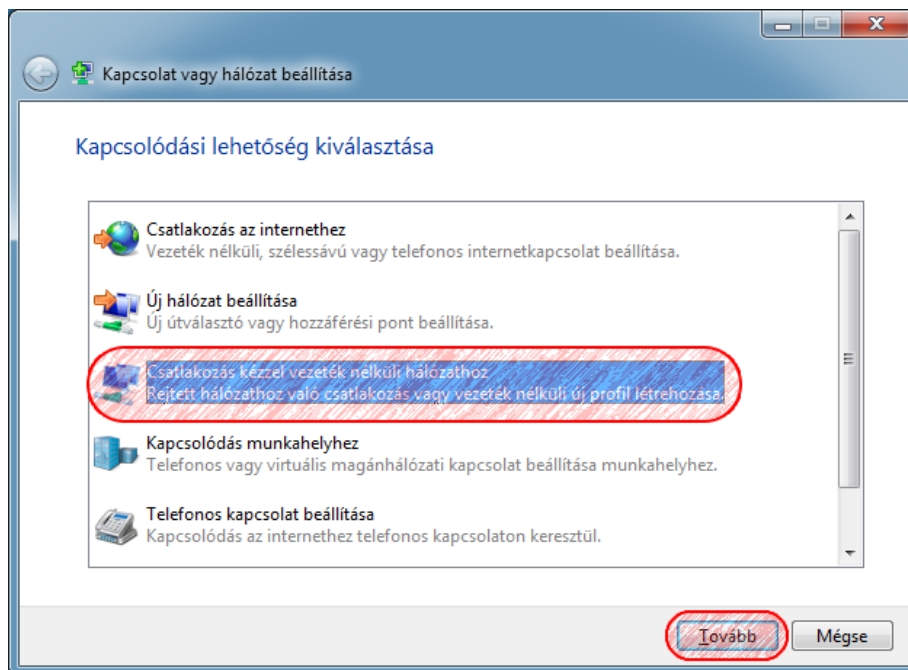 Kapcsolat vagy hálózat beállítása
Kapcsolódási lehetőség kiválasztása
Csatlakozás az internethez
Vezeték nélküli, szélessávú vagy telefonos internetkapcsolat beállítása.
Új hálózat beállítása
Új útválasztó vagy hozzáférési pont beállítása.
Csatlakozás kézzel vezeték nélküli hálózathoz
Rejtett hálózathoz való csatlakozás vagy vezeték nélküli új profil létrehozása.
Kapcsolódás munkahelyhez
Telefonos vagy virtuális magánhálózati kapcsolat beállítása munkahelyhez.
Telefonos kapcsolat beállítása
Kapcsolódás az internethez telefonos kapcsolaton keresztül.
Tovább Mégse